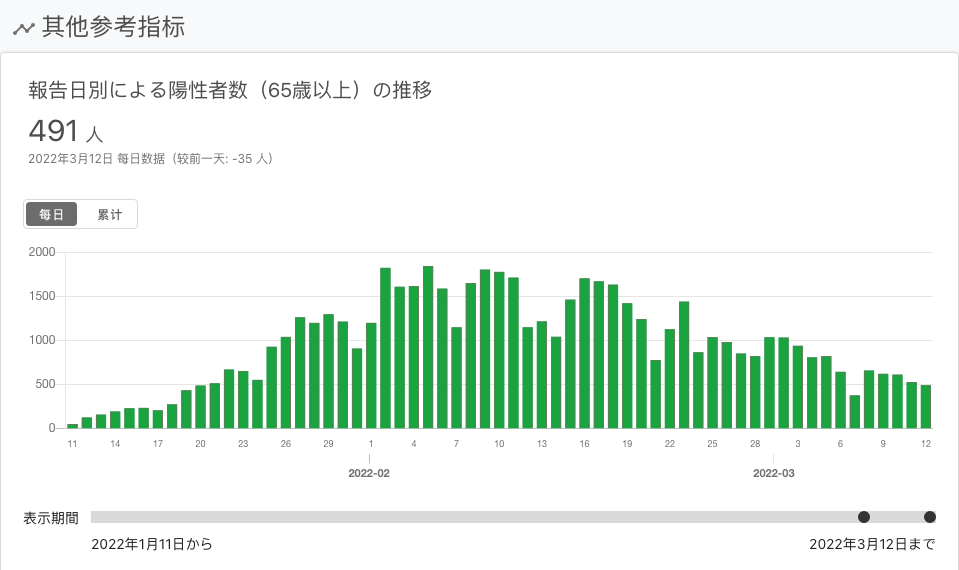 其他参考指标
報告日別による陽性者数（65歳以上）の推移
491 人
2022年3月12日 每日数据（较前一天: -35 人）
每日 累计
2000
1500
1000
500
0
11 14 17 20 23 26 29 1 4 7 10 13 16 19 22 25 28 3 6 9 12
2022-02 2022-03
表示期間
2022年1月11日から 2022年3月12日まで